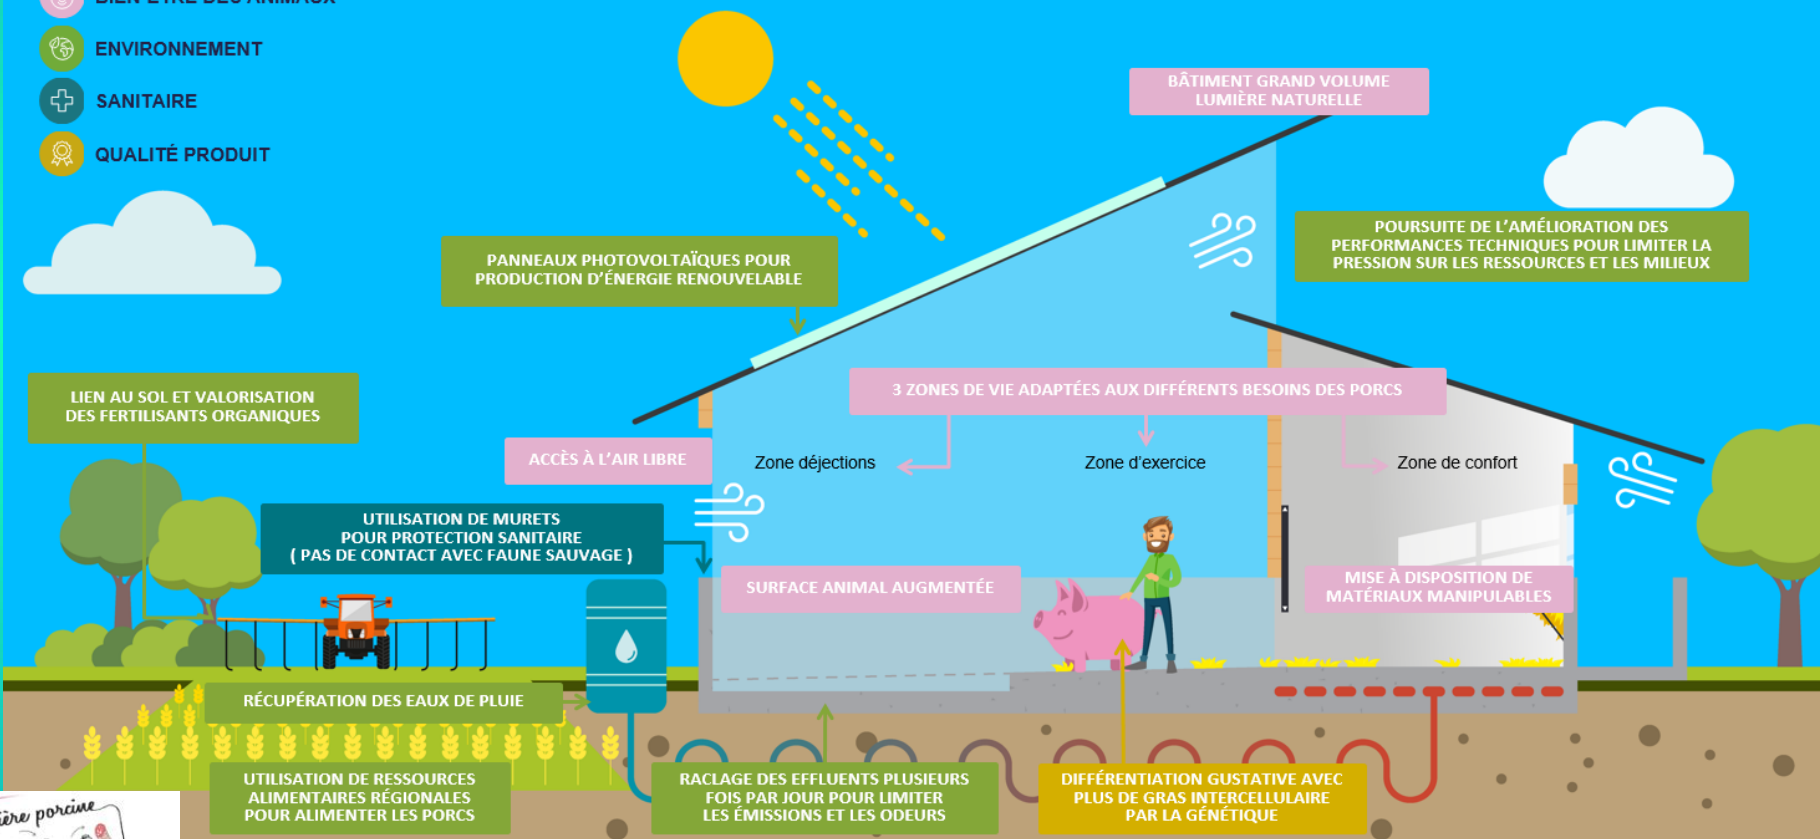 BIEN-ÊTRE DES ANIMAUX
ENVIRONNEMENT
SANITAIRE
QUALITÉ PRODUIT
BÂTIMENT GRAND VOLUME
LUMIÈRE NATURELLE
POURSUITE DE L'AMÉLIORATION DES
PERFORMANCES TECHNIQUES POUR LIMITER LA
PRESSION SUR LES RESSOURCES ET LES MILIEUX
PANNEAUX PHOTOVOLTAÏQUES POUR
PRODUCTION D'ÉNERGIE RENOUVELABLE
LIEN AU SOL ET VALORISATION
DES FERTILISANTS ORGANIQUES
3 ZONES DE VIE ADAPTÉES AUX DIFFÉRENTS BESOINS DES PORCS
ACCÈS À L'AIR LIBRE
Zone déjections
Zone d'exercice
Zone de confort
UTILISATION DE MURETS
POUR PROTECTION SANITAIRE
( PAS DE CONTACT AVEC FAUNE SAUVAGE )
SURFACE ANIMAL AUGMENTÉE
MISE À DISPOSITION DE
MATÉRIAUX MANIPULABLES
RÉCUPÉRATION DES EAUX DE PLUIE
UTILISATION DE RESSOURCES
ALIMENTAIRES RÉGIONALES
POUR ALIMENTER LES PORCS
RACLAGE DES EFFLUENTS PLUSIEURS
FOIS PAR JOUR POUR LIMITER
LES ÉMISSIONS ET LES ODEURS
DIFFÉRENTIATION GUSTATIVE AVEC
PLUS DE GRAS INTERCELLULAIRE
PAR LA GÉNÉTIQUE
porcine